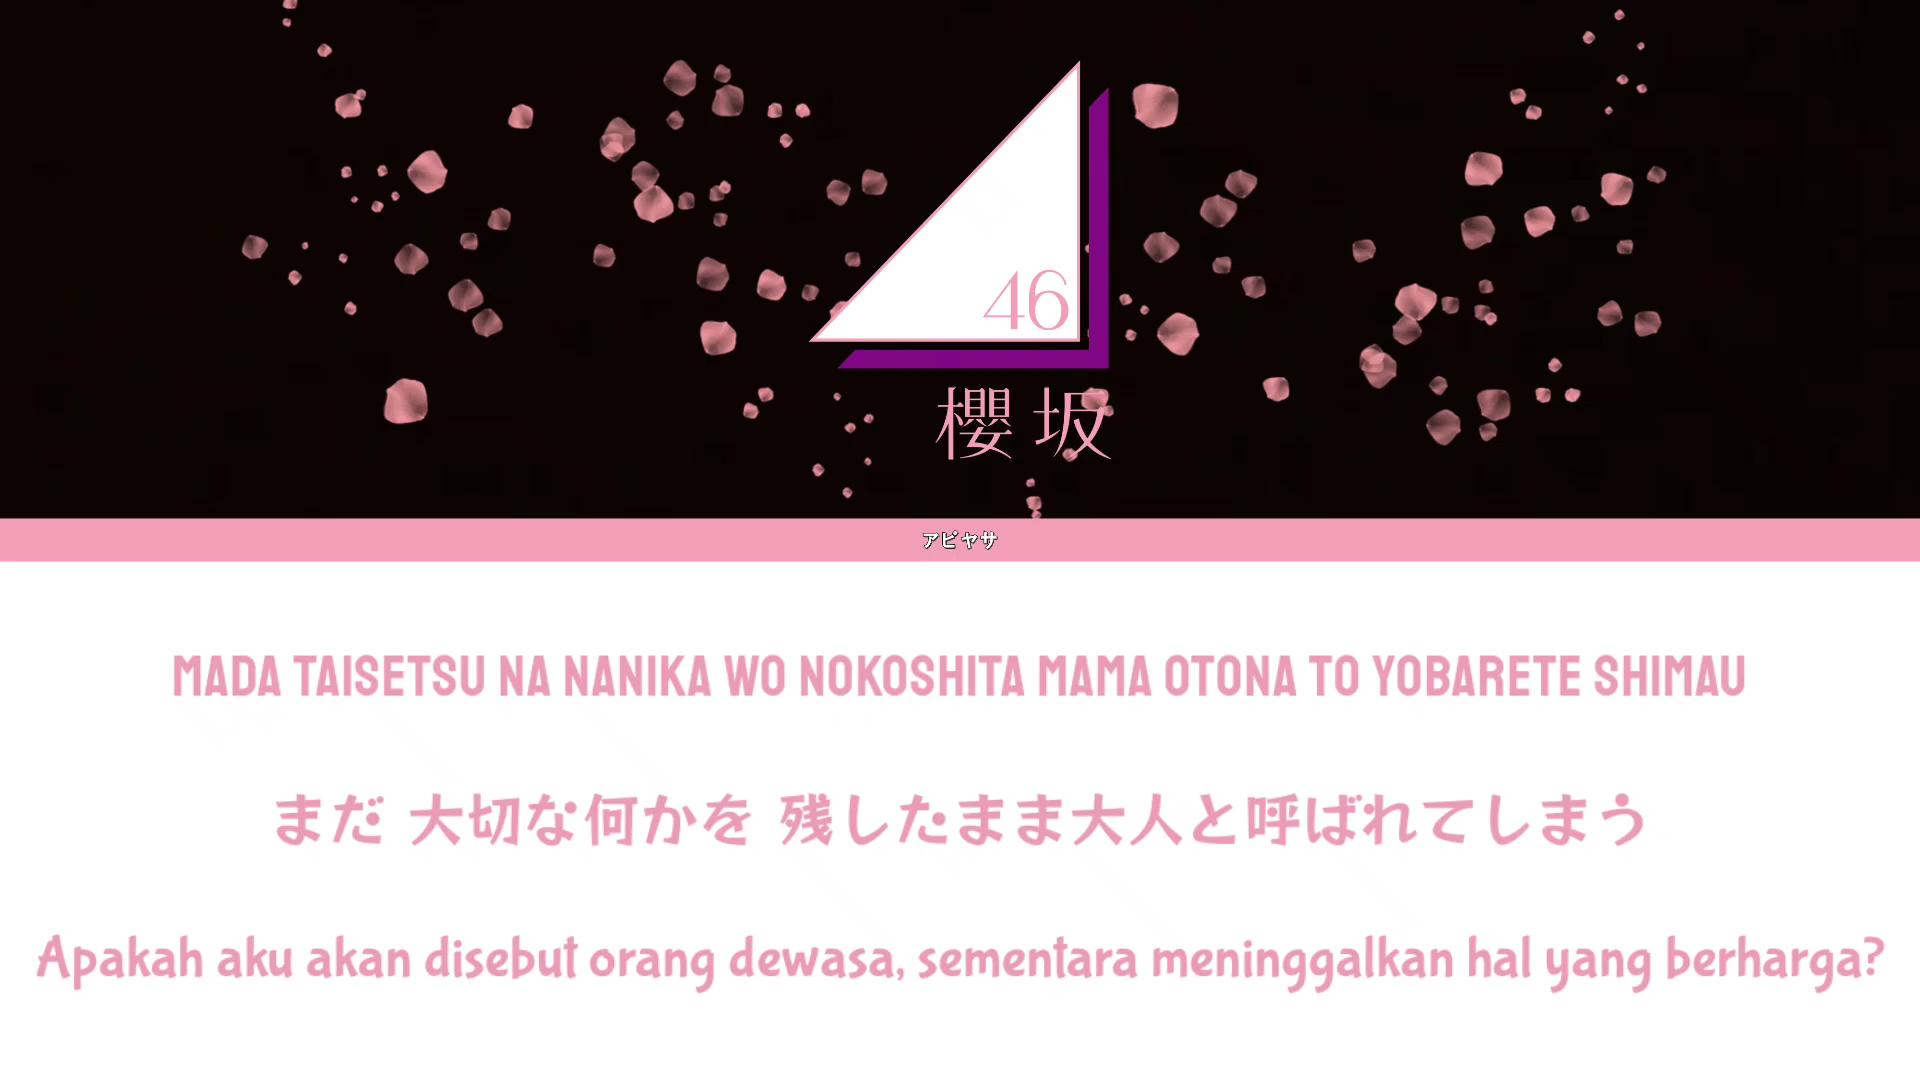 46
櫻坂
アビヤサ
MADA TAISETSU NA NANIKA WO NOKOSHITA MAMA OTONA TO YOBARETE SHIMAU
まだ 大切な何かを 残したまま大人と呼ばれてしまう
Apakah aku akan disebut orang dewasa, sementara meninggalkan hal yang berharga?